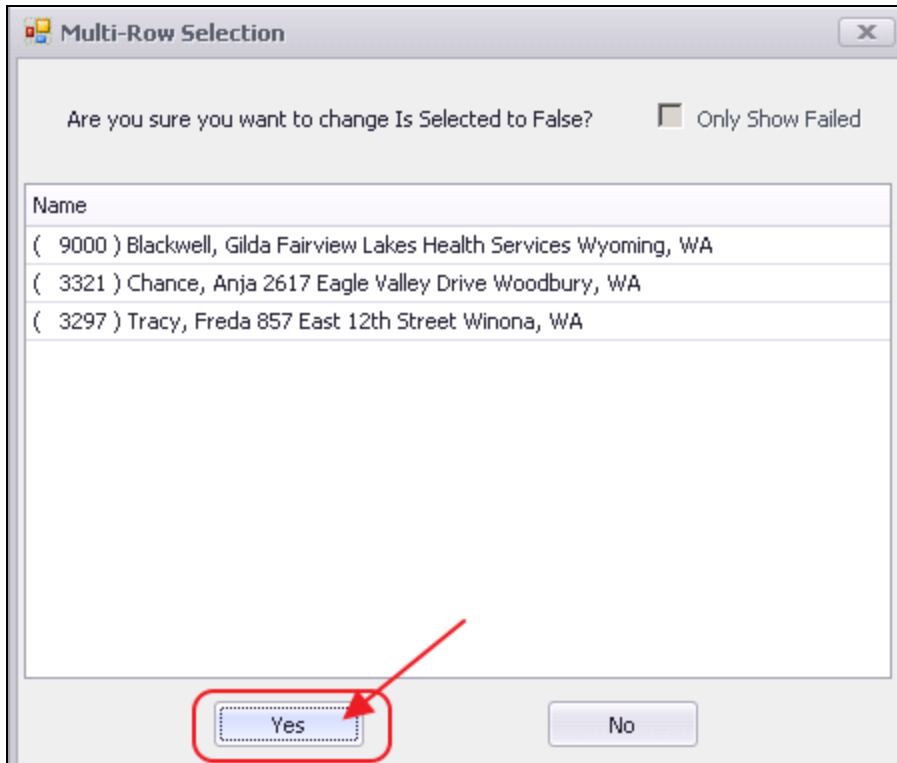 Multi-Row Selection
Are you sure you want to change Is Selected to False? Only Show Failed
Name
( 9000 ) Blackwell, Gilda Fairview Lakes Health Services Wyoming, WA
( 3321 ) Chance, Anja 2617 Eagle Valley Drive Woodbury, WA
( 3297 ) Tracy, Freda 857 East 12th Street Winona, WA
Yes No